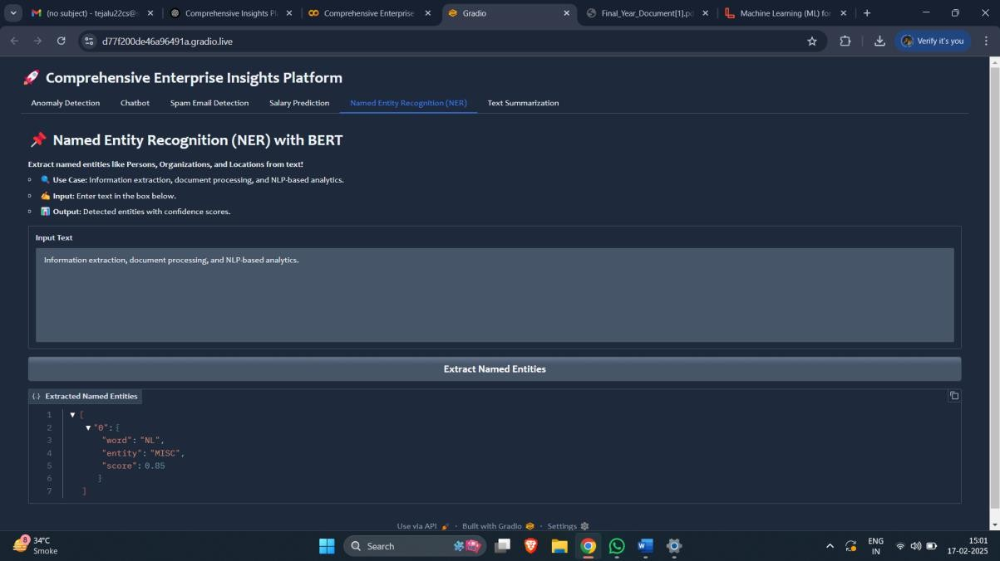 (no subject) - tejalu22cs@
Comprehensive Insights Pl
Comprehensive Enterprise
Gradio
Final_Year_Document[1].pd
Machine Learning (ML) for
d77f200de46a96491a.gradio.live
Verify it's you
Comprehensive Enterprise Insights Platform
Anomaly Detection Chatbot Spam Email Detection Salary Prediction Named Entity Recognition (NER) Text Summarization
Named Entity Recognition (NER) with BERT
Extract named entities like Persons, Organizations, and Locations from text!
Use Case: Information extraction, document processing, and NLP-based analytics.
Input: Enter text in the box below.
Output: Detected entities with confidence scores.
Input Text
Information extraction, document processing, and NLP-based analytics.
Extract Named Entities
{..} Extracted Named Entities
1 [
2 "0": {
3 "word": "NL",
4 "entity": "MISC",
5 "score": 0.85
6 }
7 ]
Use via API · Built with Gradio · Settings
8
34°C
Smoke
Search
ENG
IN
15:01
17-02-2025